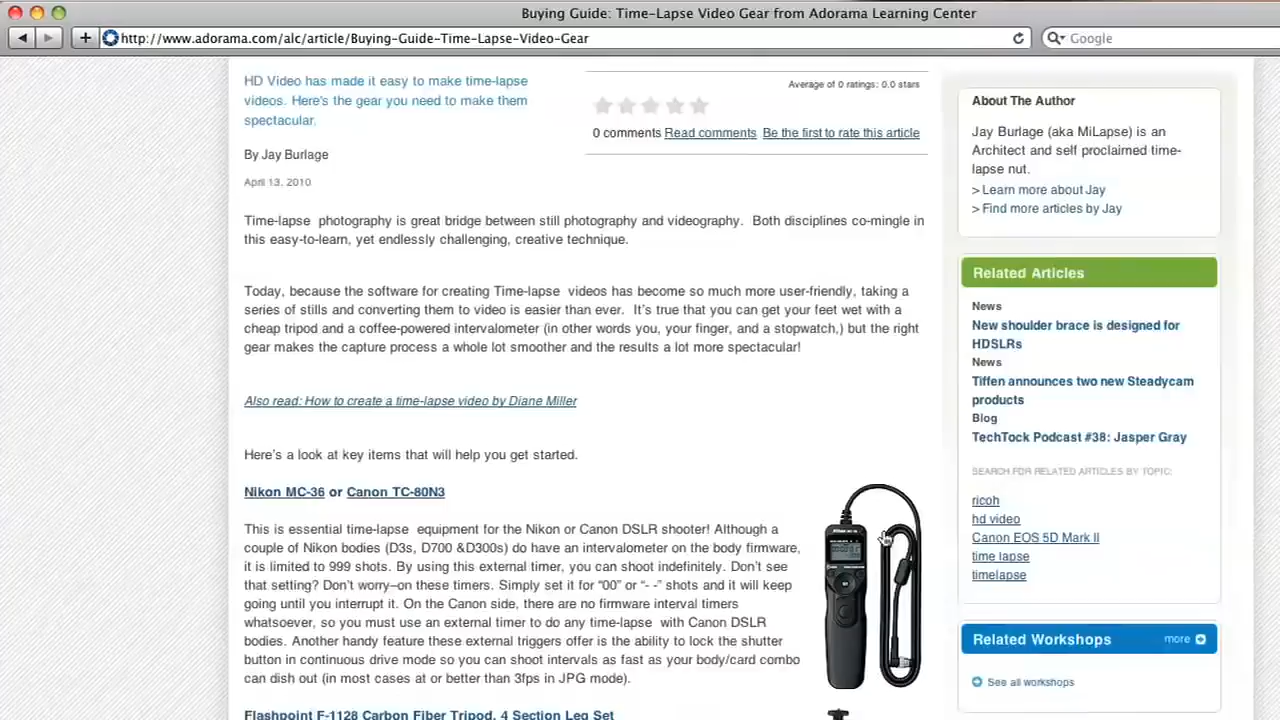 Buying Guide: Time-Lapse Video Gear from Adorama Learning Center
http://www.adorama.com/alc/article/Buying-Guide-Time-Lapse-Video-Gear
Google
HD Video has made it easy to make time-lapse
videos. Here's the gear you need to make them
spectacular.
By Jay Burlage
April 13, 2010
Average of 0 ratings: 0.0 stars
0 comments Read comments Be the first to rate this article
Time-lapse photography is great bridge between still photography and videography. Both disciplines co-mingle in
this easy-to-learn, yet endlessly challenging, creative technique.
Today, because the software for creating Time-lapse videos has become so much more user-friendly, taking a
series of stills and converting them to video is easier than ever. It's true that you can get your feet wet with a
cheap tripod and a coffee-powered intervalometer (in other words you, your finger, and a stopwatch,) but the right
gear makes the capture process a whole lot smoother and the results a lot more spectacular!
Also read: How to create a time-lapse video by Diane Miller
Here's a look at key items that will help you get started.
Nikon MC-36 or Canon TC-80N3
This is essential time-lapse equipment for the Nikon or Canon DSLR shooter! Although a
couple of Nikon bodies (D3s, D700 &D300s) do have an intervalometer on the body firmware,
it is limited to 999 shots. By using this external timer, you can shoot indefinitely. Don't see
that setting? Don't worry—on these timers. Simply set it for “00” or “- -” shots and it will keep
going until you interrupt it. On the Canon side, there are no firmware interval timers
whatsoever, so you must use an external timer to do any time-lapse with Canon DSLR
bodies. Another handy feature these external triggers offer is the ability to lock the shutter
button in continuous drive mode so you can shoot intervals as fast as your body/card combo
can dish out (in most cases at or better than 3fps in JPG mode).
Flashpoint F-1128 Carbon Fiber Tripod, 4 Section Leg Set
About The Author
Jay Burlage (aka MiLapse) is an
Architect and self proclaimed time-
lapse nut.
> Learn more about Jay
> Find more articles by Jay
Related Articles
News
New shoulder brace is designed for
HDSLRs
News
Tiffen announces two new Steadycam
products
Blog
TechTock Podcast #38: Jasper Gray
SEARCH FOR RELATED ARTICLES BY TOPIC:
ricoh
hd video
Canon EOS 5D Mark II
time lapse
timelapse
Related Workshops more
See all workshops